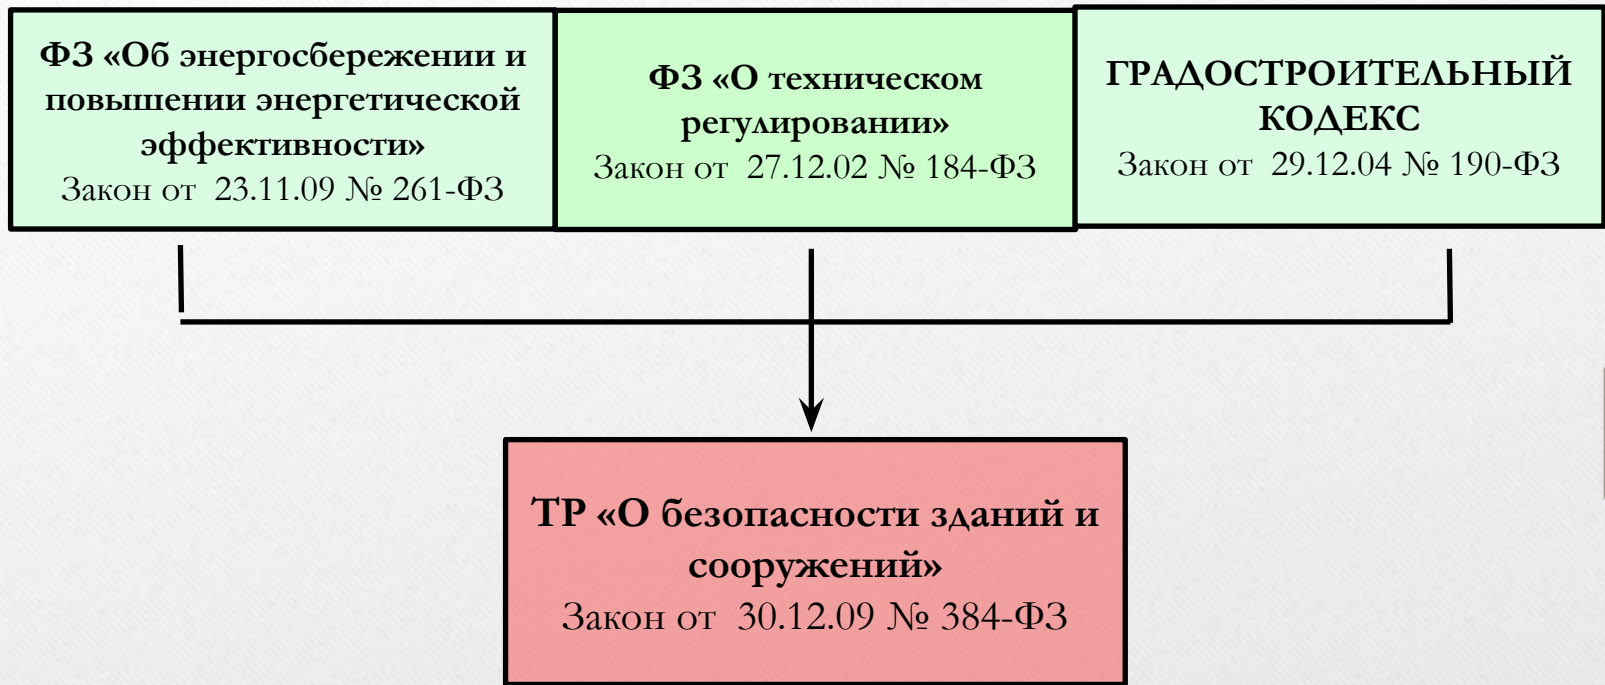 ФЗ «Об энергосбережении и
повышении энергетической
эффективности»
Закон от 23.11.09 № 261-ФЗ
ФЗ «О техническом
регулировании»
Закон от 27.12.02 № 184-ФЗ
ГРАДОСТРОИТЕЛЬНЫЙ
КОДЕКС
Закон от 29.12.04 № 190-ФЗ
ТР «О безопасности зданий и
сооружений»
Закон от 30.12.09 № 384-ФЗ